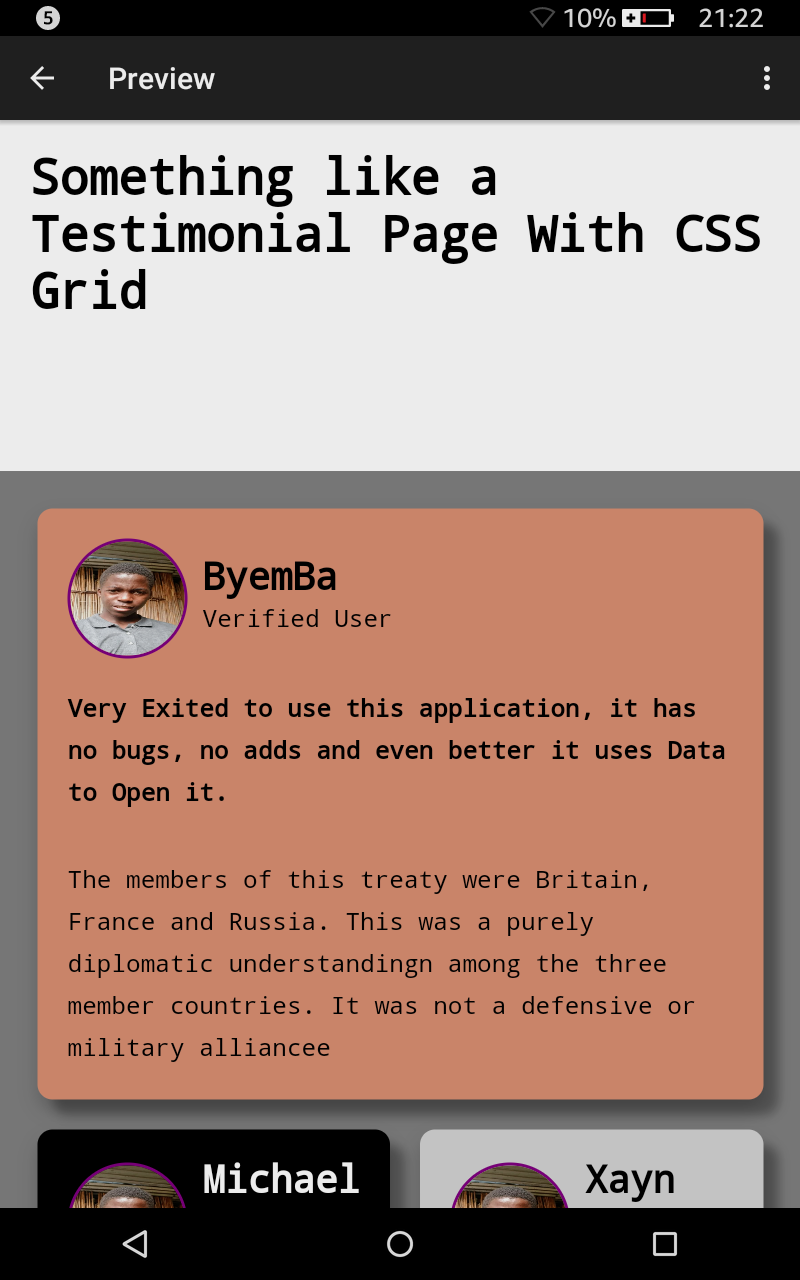 5
10%
21:22
Preview
Something like a
Testimonial Page With CSS
Grid
ByemBa
Verified User
Very Exited to use this application, it has
no bugs, no adds and even better it uses Data
to Open it.
The members of this treaty were Britain,
France and Russia. This was a purely
diplomatic understandingn among the three
member countries. It was not a defensive or
military alliancee
Michael
Xayn